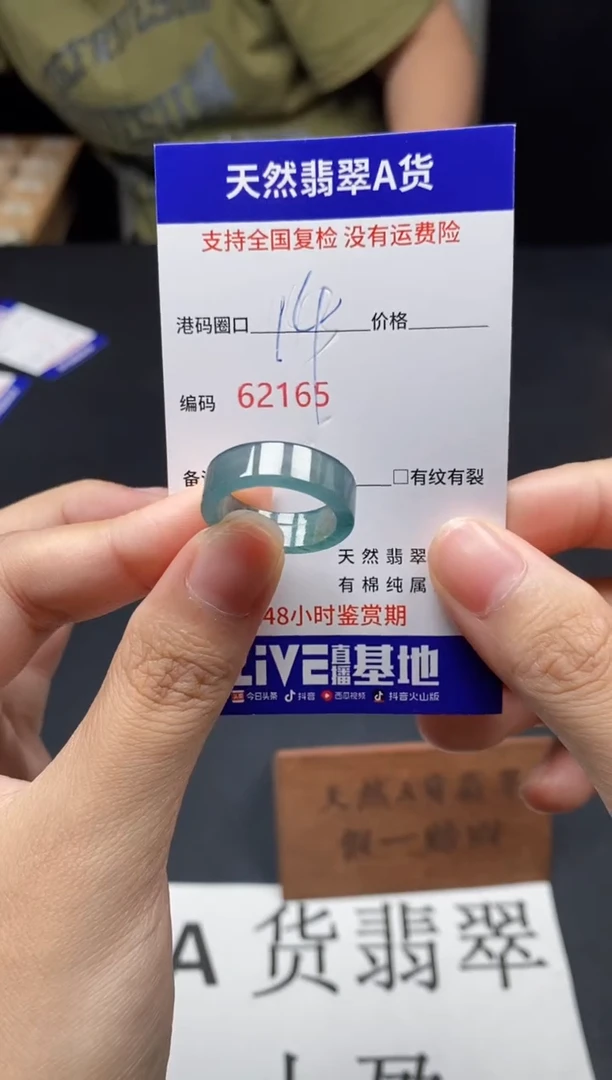 天然翡翠A货
支持全国复检 没有运费险
港码圈口 14 价格
编码 62165
备 □有纹有裂
天然翡翠
有棉纯属
48小时鉴赏期
LiVE直播基地
今日头条 抖音 西瓜视频 抖音火山版
天然A货翡翠
假一赔
A货翡翠